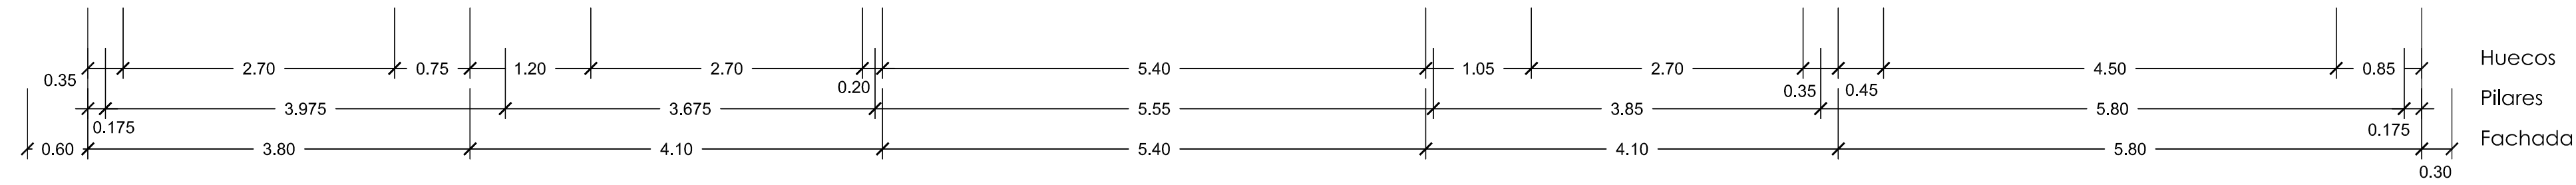 0.35 2.70 0.75 1.20 2.70 0.20 5.40 1.05 2.70 0.35 0.45 4.50 0.85 Huecos
0.175 3.975 3.675 5.55 3.85 5.80 0.175 Pilares
0.60 3.80 4.10 5.40 4.10 5.80 0.30 Fachada